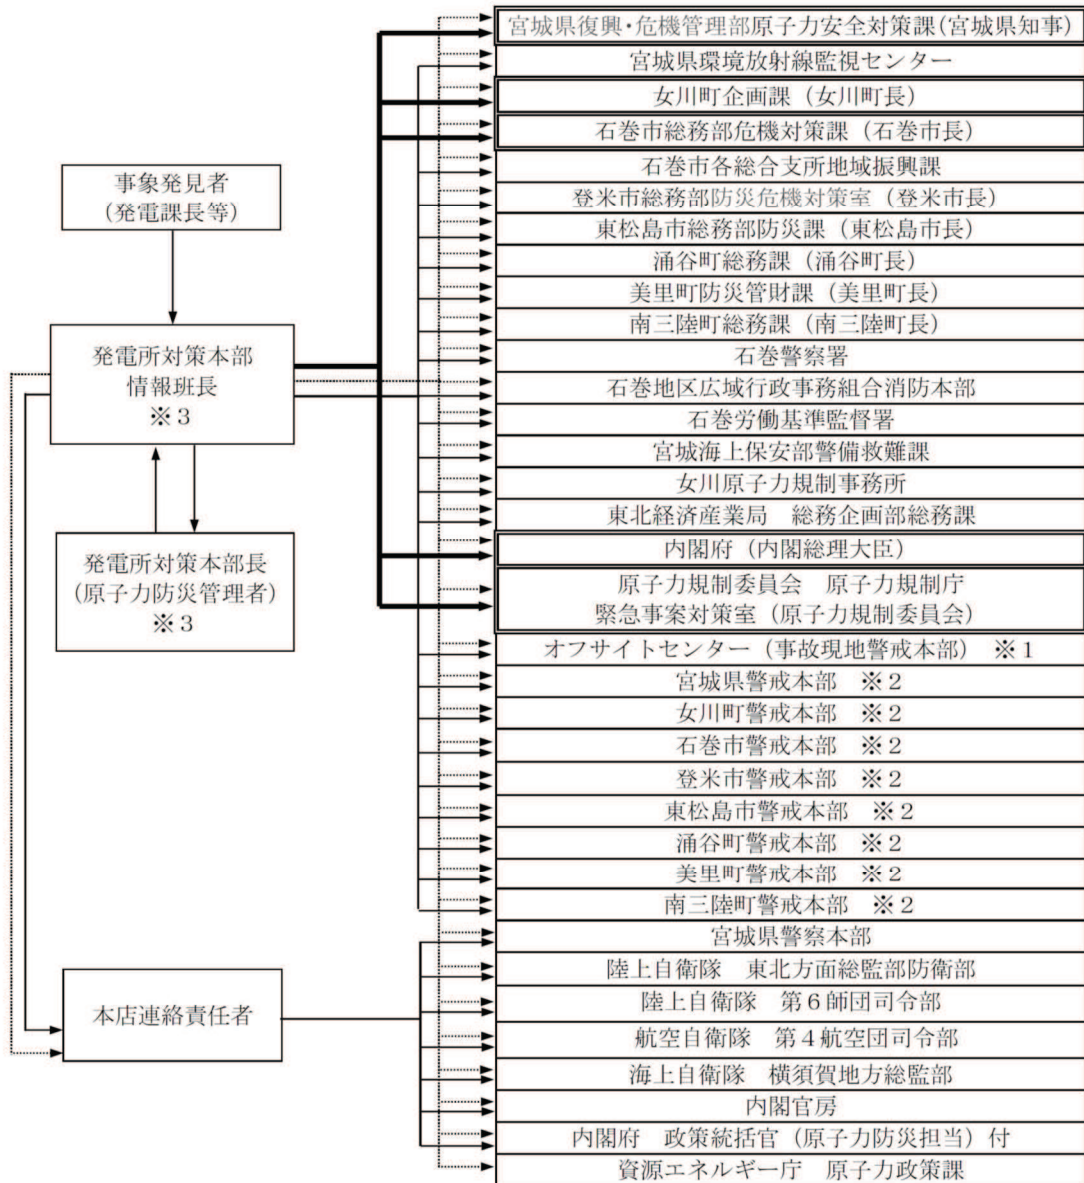 事象発見者
(発電課長等)
発電所対策本部
情報班長
※3
発電所対策本部長
(原子力防災管理者)
※3
本店連絡責任者
宮城県復興・危機管理部原子力安全対策課(宮城県知事)
宮城県環境放射線監視センター
女川町企画課(女川町長)
石巻市総務部危機対策課(石巻市長)
石巻市各総合支所地域振興課
登米市総務部防災危機対策室(登米市長)
東松島市総務部防災課(東松島市長)
涌谷町総務課(涌谷町長)
美里町防災管財課(美里町長)
南三陸町総務課(南三陸町長)
石巻警察署
石巻地区広域行政事務組合消防本部
石巻労働基準監督署
宮城海上保安部警備救難課
女川原子力規制事務所
東北経済産業局 総務企画部総務課
内閣府(内閣総理大臣)
原子力規制委員会 原子力規制庁
緊急事案対策室(原子力規制委員会)
オフサイトセンター(事故現地警戒本部) ※1
宮城県警戒本部 ※2
女川町警戒本部 ※2
石巻市警戒本部 ※2
登米市警戒本部 ※2
東松島市警戒本部 ※2
涌谷町警戒本部 ※2
美里町警戒本部 ※2
南三陸町警戒本部 ※2
宮城県警察本部
陸上自衛隊 東北方面総監部防衛部
陸上自衛隊 第6師団司令部
航空自衛隊 第4航空団司令部
海上自衛隊 横須賀地方総監部
内閣官房
内閣府 政策統括官(原子力防災担当)付
資源エネルギー庁 原子力政策課